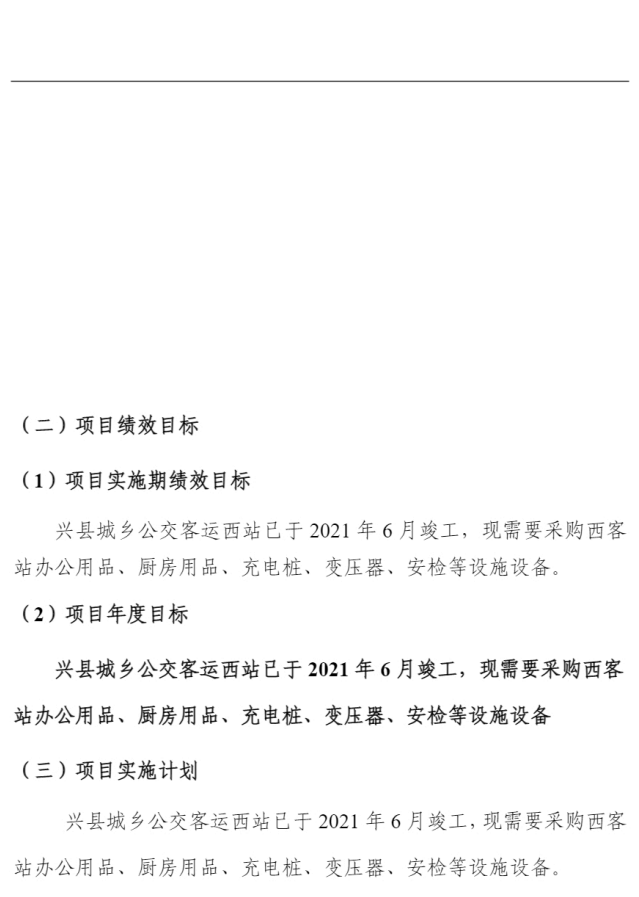 （二）项目绩效目标
（1）项目实施期绩效目标
兴县城乡公交客运西站已于 2021 年 6 月竣工，现需要采购西客
站办公用品、厨房用品、充电桩、变压器、安检等设施设备。
（2）项目年度目标
兴县城乡公交客运西站已于 2021 年 6 月竣工，现需要采购西客
站办公用品、厨房用品、充电桩、变压器、安检等设施设备
（三）项目实施计划
兴县城乡公交客运西站已于 2021 年 6 月竣工，现需要采购西客
站办公用品、厨房用品、充电桩、变压器、安检等设施设备。